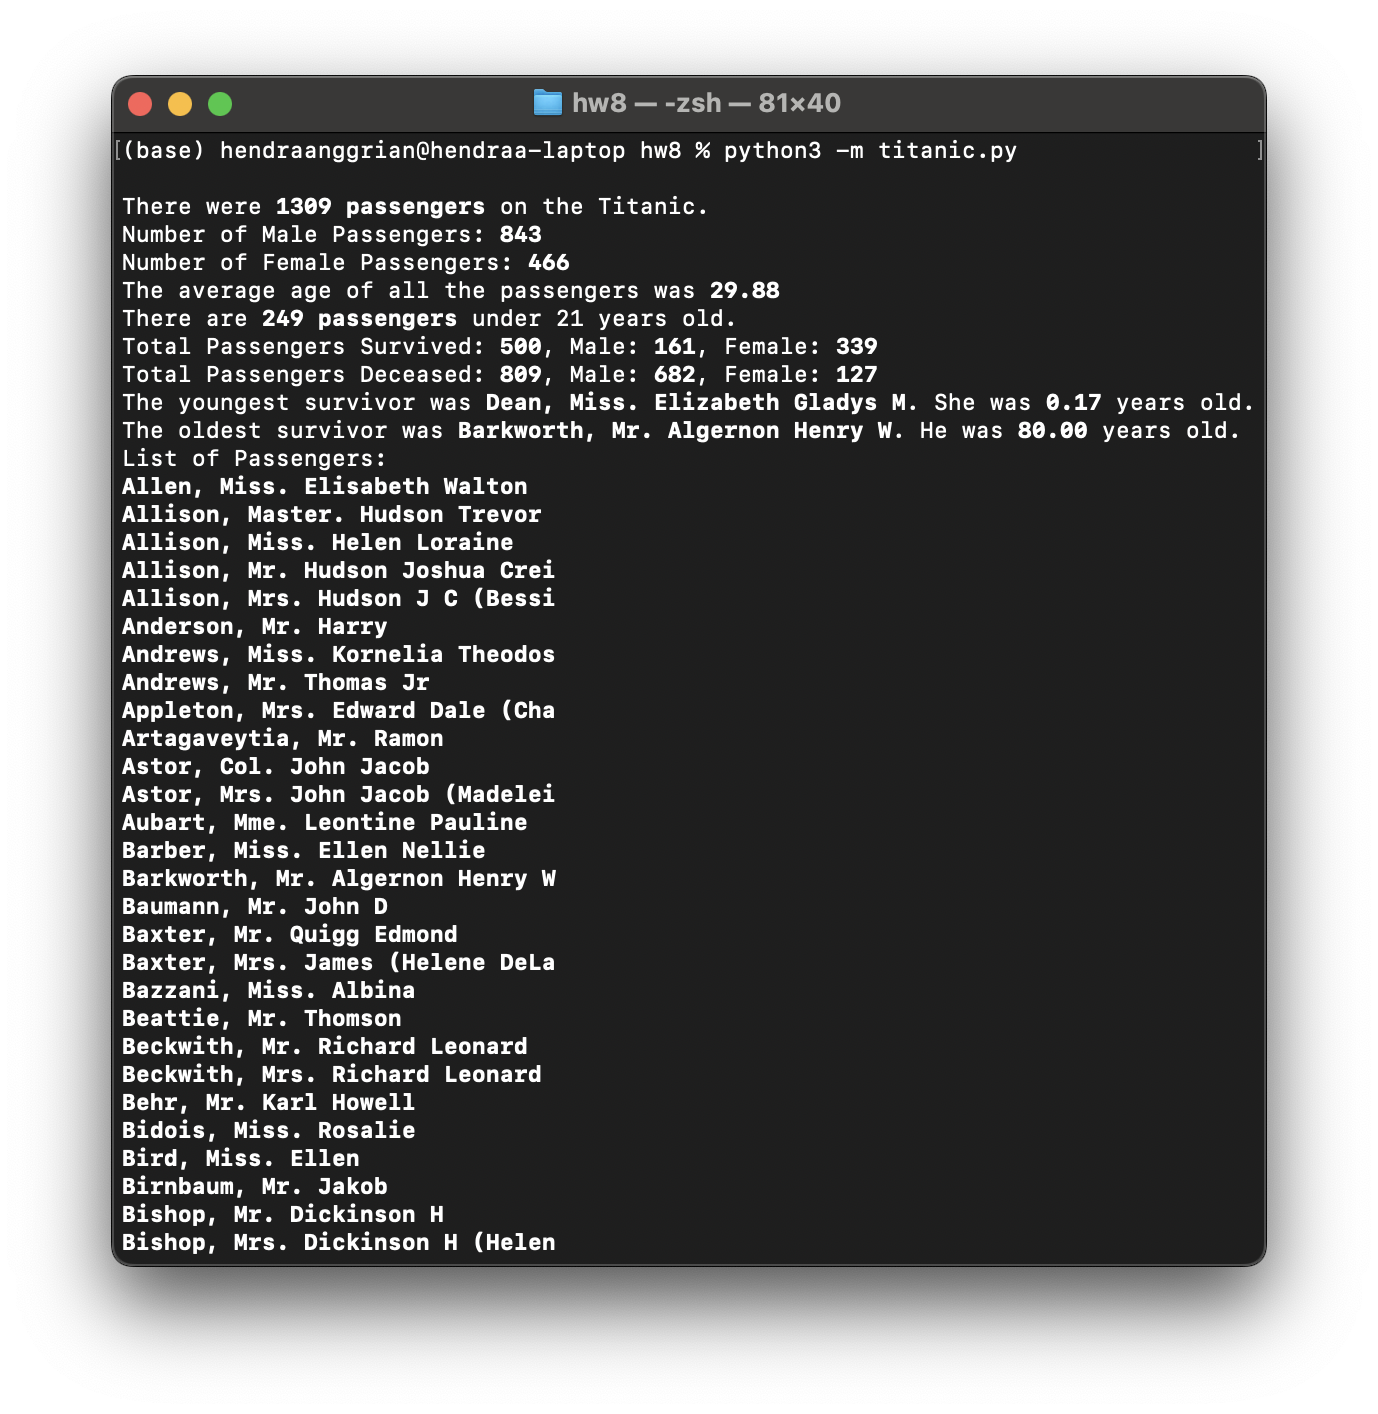 hw8 — -zsh — 81×40
[(base) hendraanggrian@hendraa-laptop hw8 % python3 -m titanic.py ]
There were 1309 passengers on the Titanic.
Number of Male Passengers: 843
Number of Female Passengers: 466
The average age of all the passengers was 29.88
There are 249 passengers under 21 years old.
Total Passengers Survived: 500, Male: 161, Female: 339
Total Passengers Deceased: 809, Male: 682, Female: 127
The youngest survivor was Dean, Miss. Elizabeth Gladys M. She was 0.17 years old.
The oldest survivor was Barkworth, Mr. Algernon Henry W. He was 80.00 years old.
List of Passengers:
Allen, Miss. Elisabeth Walton
Allison, Master. Hudson Trevor
Allison, Miss. Helen Loraine
Allison, Mr. Hudson Joshua Crei
Allison, Mrs. Hudson J C (Bessi
Anderson, Mr. Harry
Andrews, Miss. Kornelia Theodos
Andrews, Mr. Thomas Jr
Appleton, Mrs. Edward Dale (Cha
Artagaveytia, Mr. Ramon
Astor, Col. John Jacob
Astor, Mrs. John Jacob (Madelei
Aubart, Mme. Leontine Pauline
Barber, Miss. Ellen Nellie
Barkworth, Mr. Algernon Henry W
Baumann, Mr. John D
Baxter, Mr. Quigg Edmond
Baxter, Mrs. James (Helene DeLa
Bazzani, Miss. Albina
Beattie, Mr. Thomson
Beckwith, Mr. Richard Leonard
Beckwith, Mrs. Richard Leonard
Behr, Mr. Karl Howell
Bidois, Miss. Rosalie
Bird, Miss. Ellen
Birnbaum, Mr. Jakob
Bishop, Mr. Dickinson H
Bishop, Mrs. Dickinson H (Helen